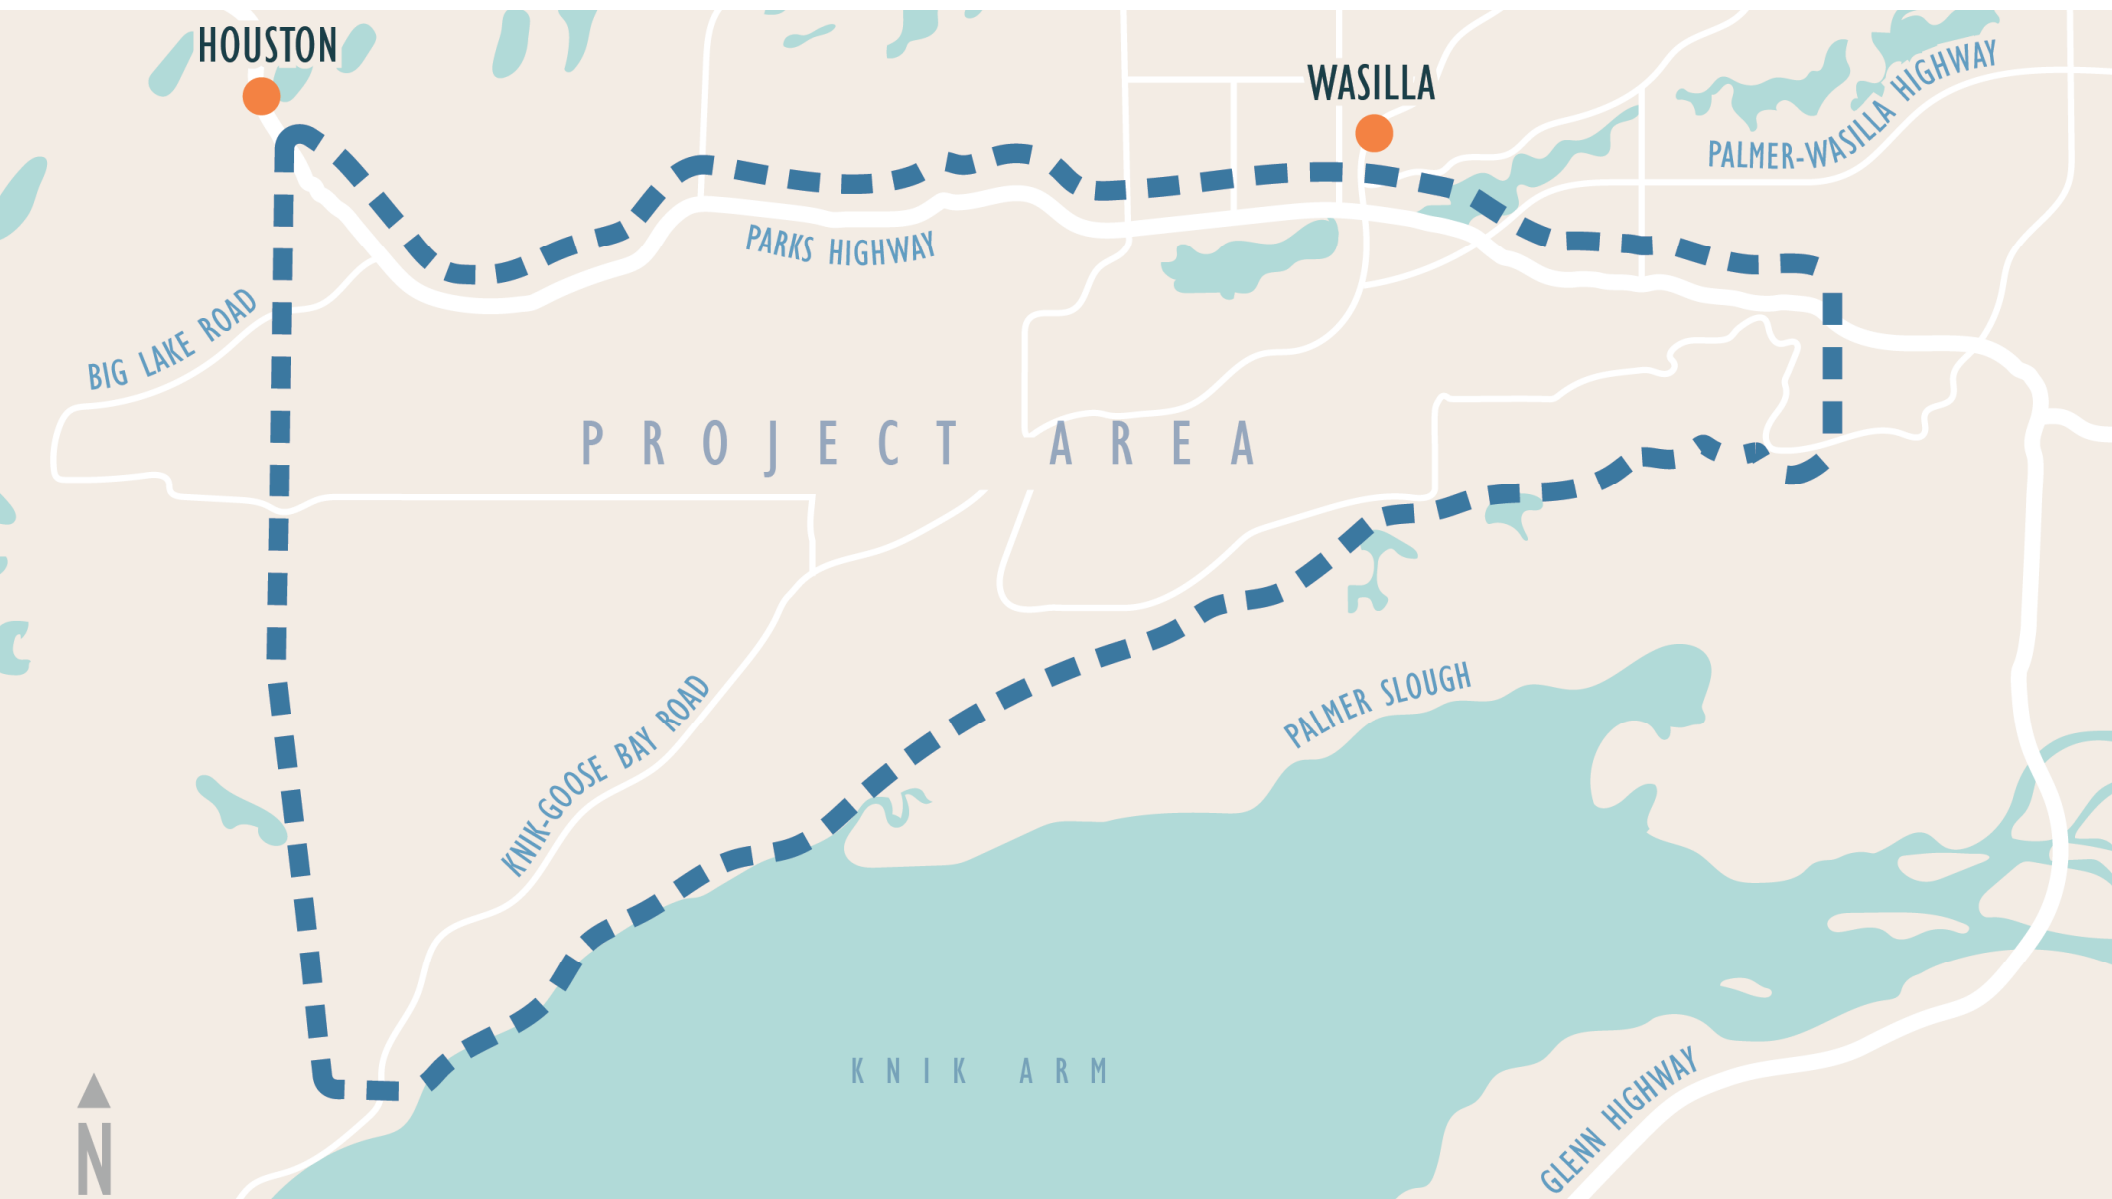 HOUSTON
WASILLA
PALMER-WASILLA HIGHWAY
PARKS HIGHWAY
BIG LAKE ROAD
PROJECT AREA
KNIK-GOOSE BAY ROAD
PALMER SLOUGH
KNIK ARM
GLENN HIGHWAY
N